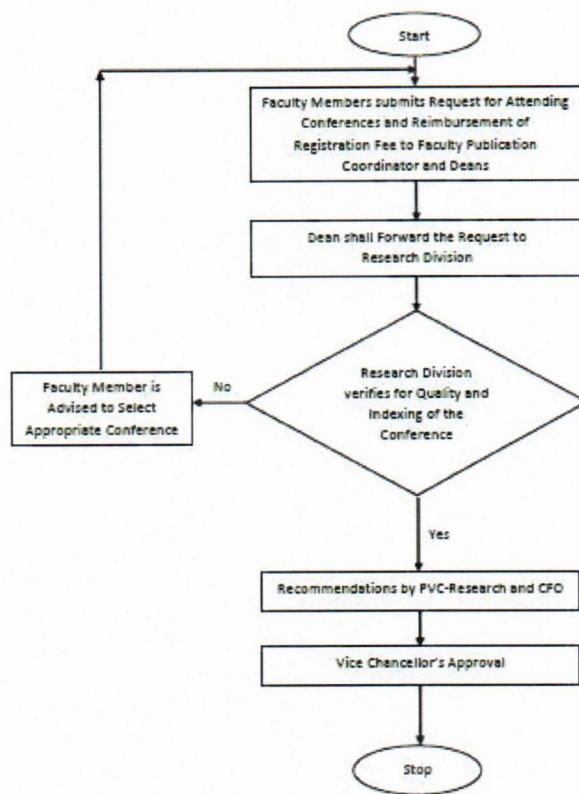 Start
Faculty Members submits Request for Attending
Conferences and Reimbursement of
Registration Fee to Faculty Publication
Coordinator and Deans
Dean shall Forward the Request to
Research Division
Research Division
verifies for Quality and
Indexing of the
Conference
No
Faculty Member is
Advised to Select
Appropriate Conference
Yes
Recommendations by PVC-Research and CFO
Vice Chancellor's Approval
Stop